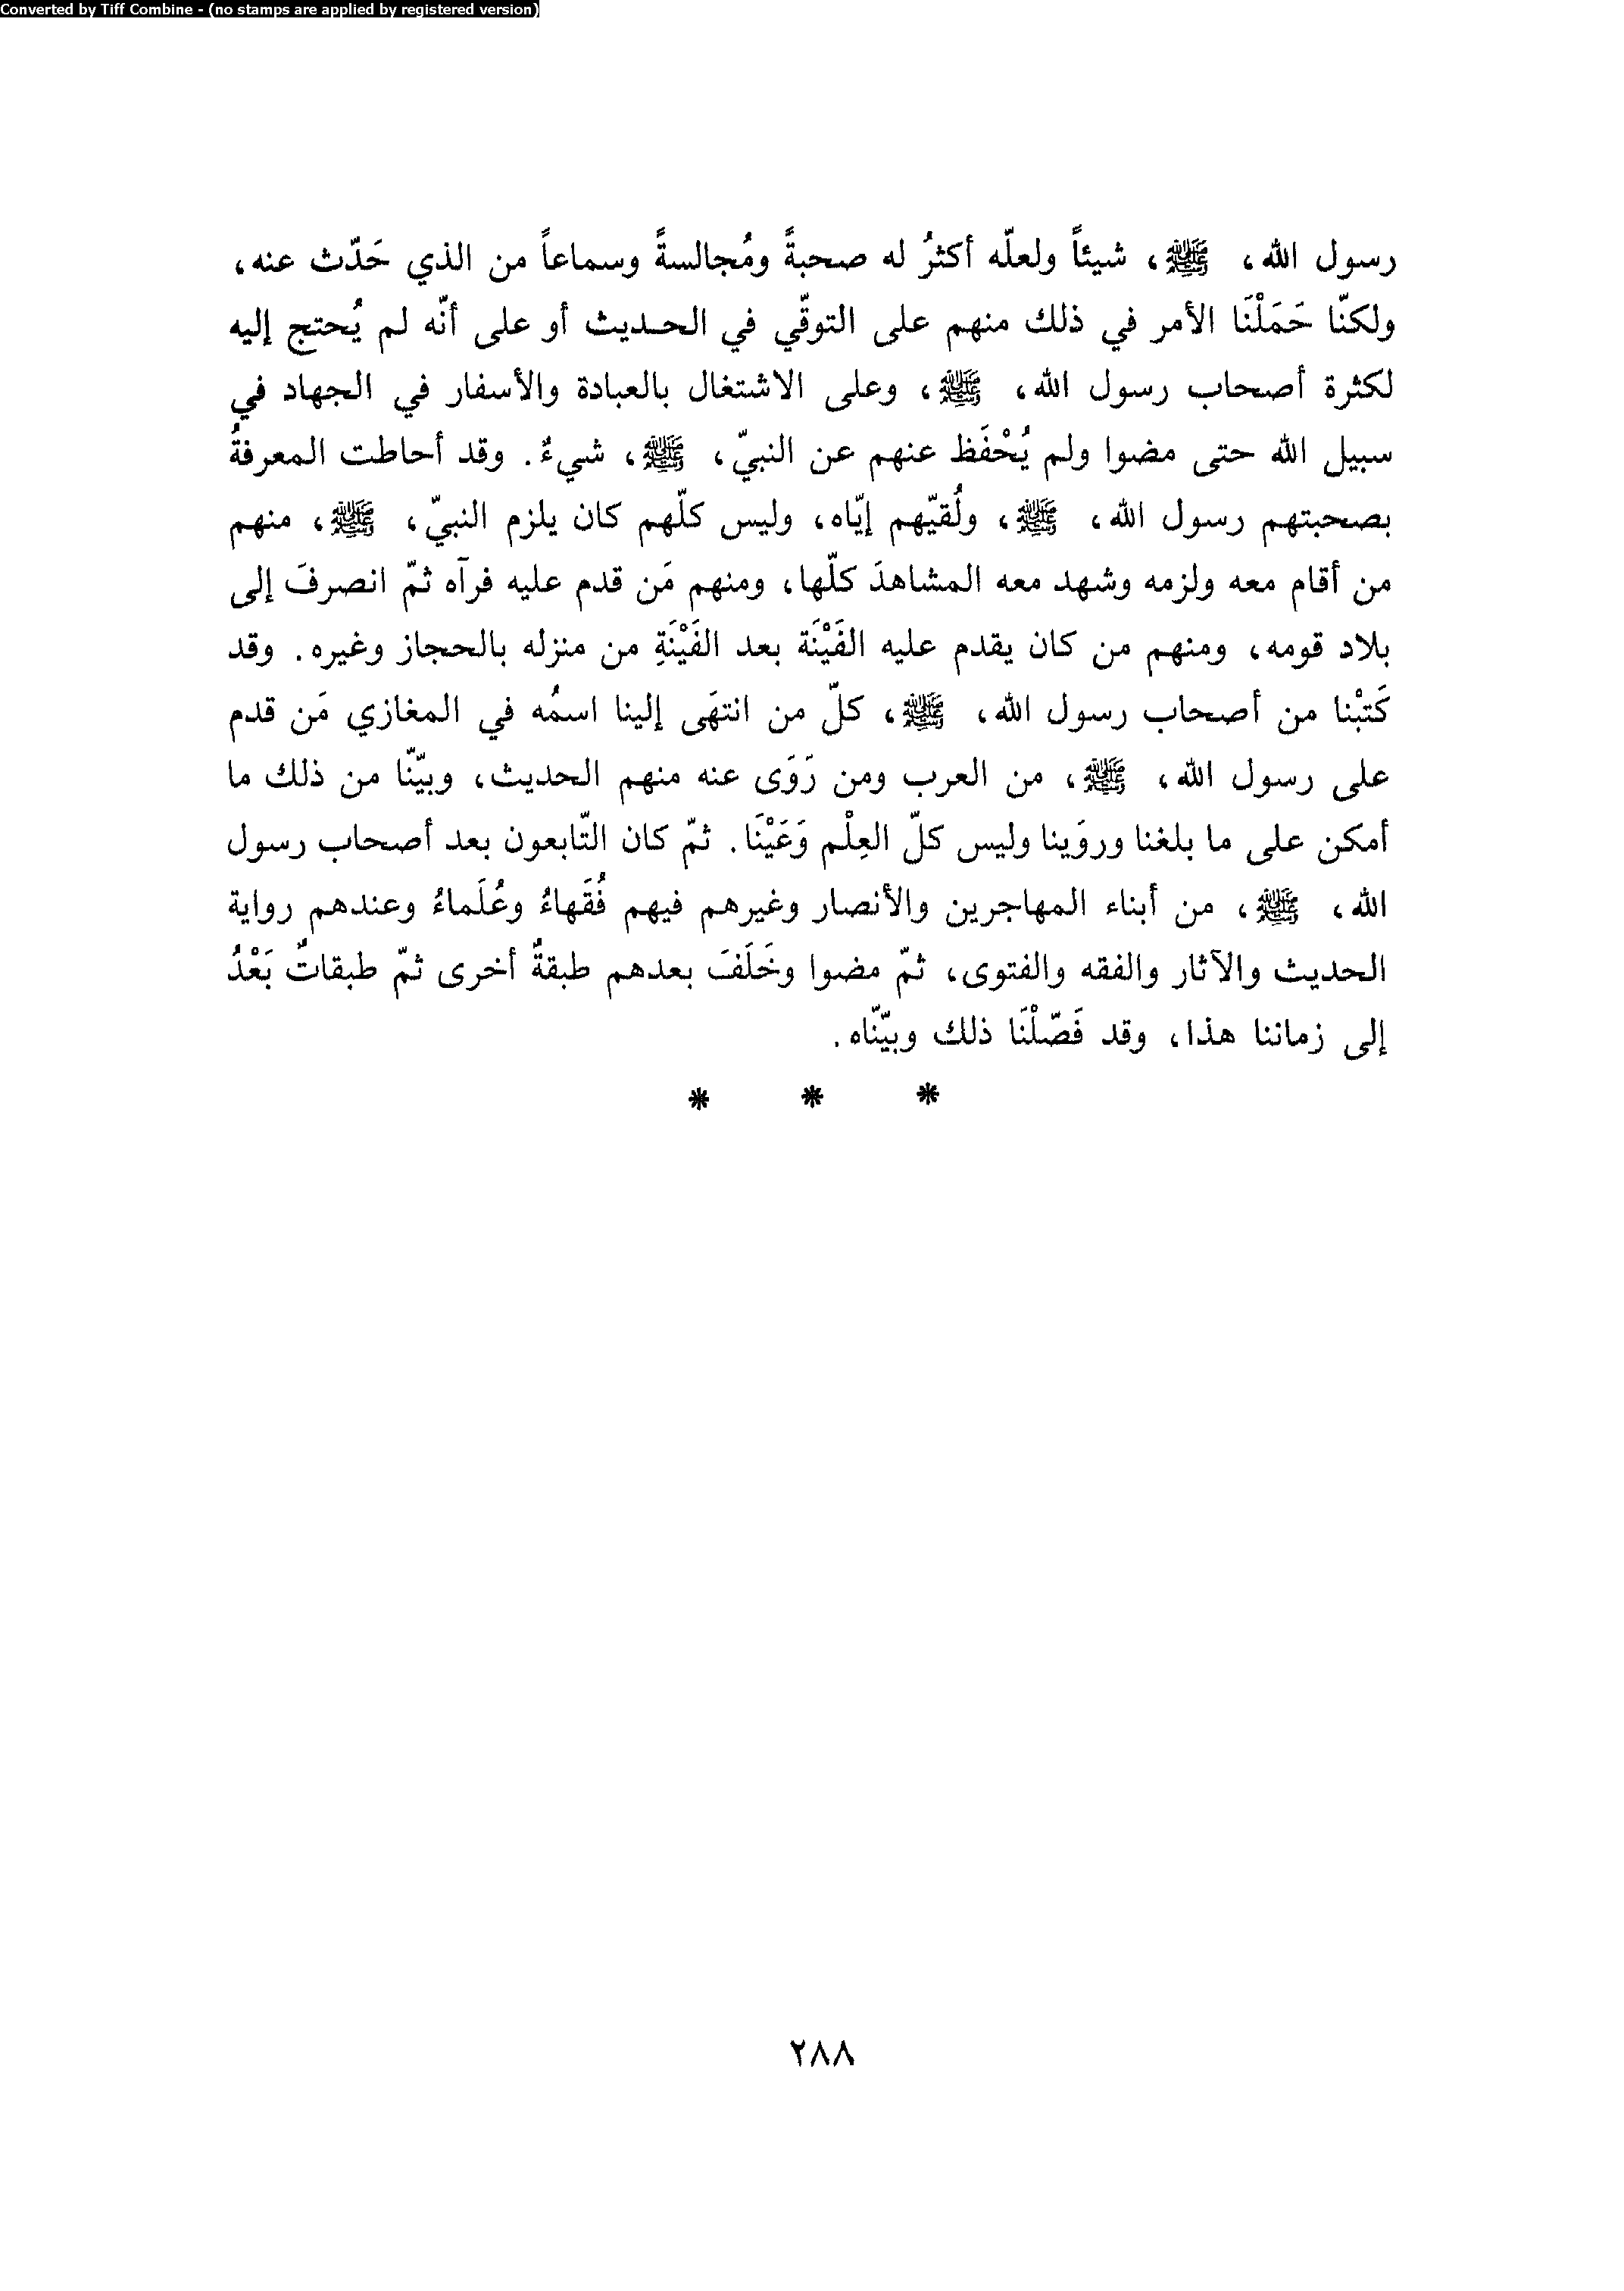 Converted by Tiff Combine - (no stamps are applied by registered version)
رسول الله، ﷺ، شيئاً ولعلّه أكثرُ له صحبةً ومُجالسةً وسماعاً من الذي حَدّث عنه،
ولكنّا حَمَلْنَا الأمر في ذلك منهم على التوقّي في الحديث أو على أنّه لم يُحتج إليه
لكثرة أصحاب رسول الله، ﷺ، وعلى الاشتغال بالعبادة والأسفار في الجهاد في
سبيل الله حتى مضوا ولم يُحْفَظ عنهم عن النبيّ، ﷺ، شيءٌ. وقد أحاطت المعرفةُ
بصحبتهم رسول الله، ﷺ، ولُقيّهم إيّاه، وليس كلّهم كان يلزم النبيّ، ﷺ، منهم
من أقام معه ولزمه وشهد معه المشاهدَ كلّها، ومنهم مَن قدم عليه فرآه ثمّ انصرفَ إلى
بلاد قومه، ومنهم من كان يقدم عليه الفَيْنَة بعد الفَيْنَةِ من منزله بالحجاز وغيره. وقد
كَتبْنا من أصحاب رسول الله، ﷺ، كلّ من انتهَى إلينا اسمُه في المغازي مَن قدم
على رسول الله، ﷺ، من العرب ومن رَوَى عنه منهم الحديث، وبيّنّا من ذلك ما
أمكن على ما بلغنا وروَينا وليس كلّ العِلْم وَعَيْنَا. ثمّ كان التّابعون بعد أصحاب رسول
الله، ﷺ، من أبناء المهاجرين والأنصار وغيرهم فيهم فُقَهاءُ وعُلَماءُ وعندهم رواية
الحديث والآثار والفقه والفتوى، ثمّ مضوا وخَلَفَ بعدهم طبقةٌ أخرى ثمّ طبقاتٌ بَعْدُ
إلى زماننا هذا، وقد فَصّلْنَا ذلك وبيّنّاه.
* * *
٢٨٨